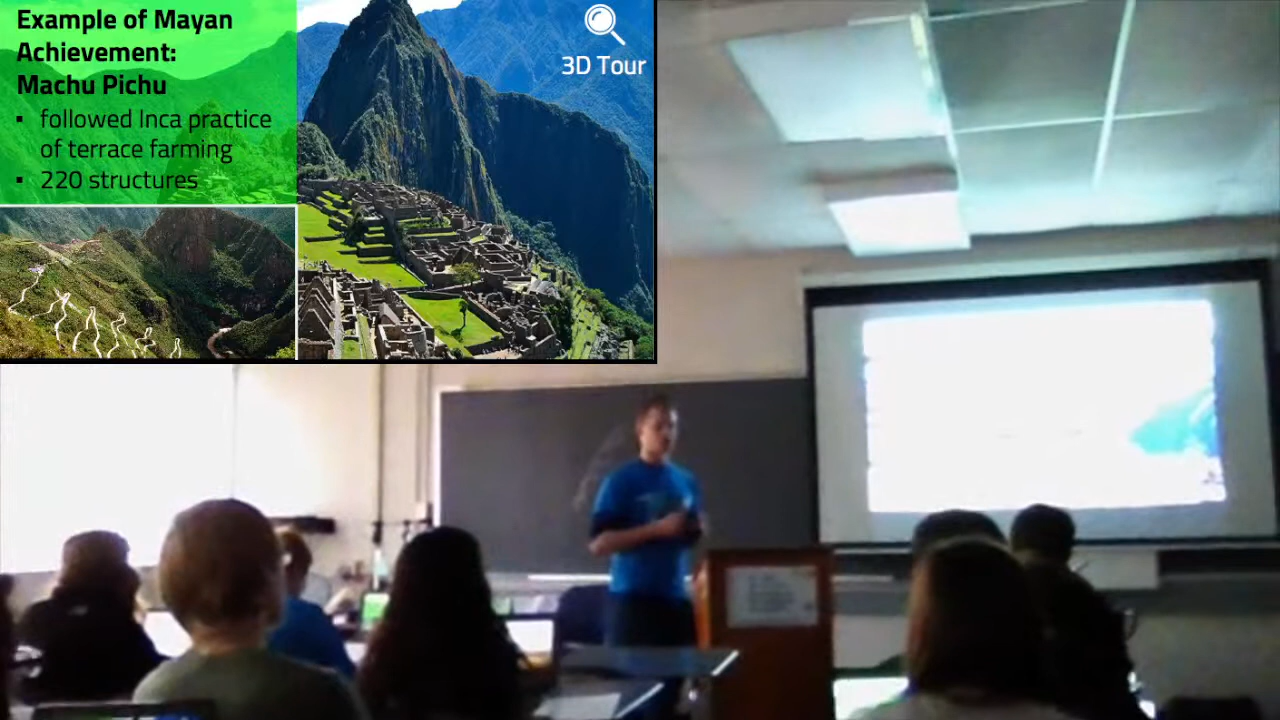 Example of Mayan
Achievement:
Machu Pichu
▪ followed Inca practice
of terrace farming
▪ 220 structures
3D Tour